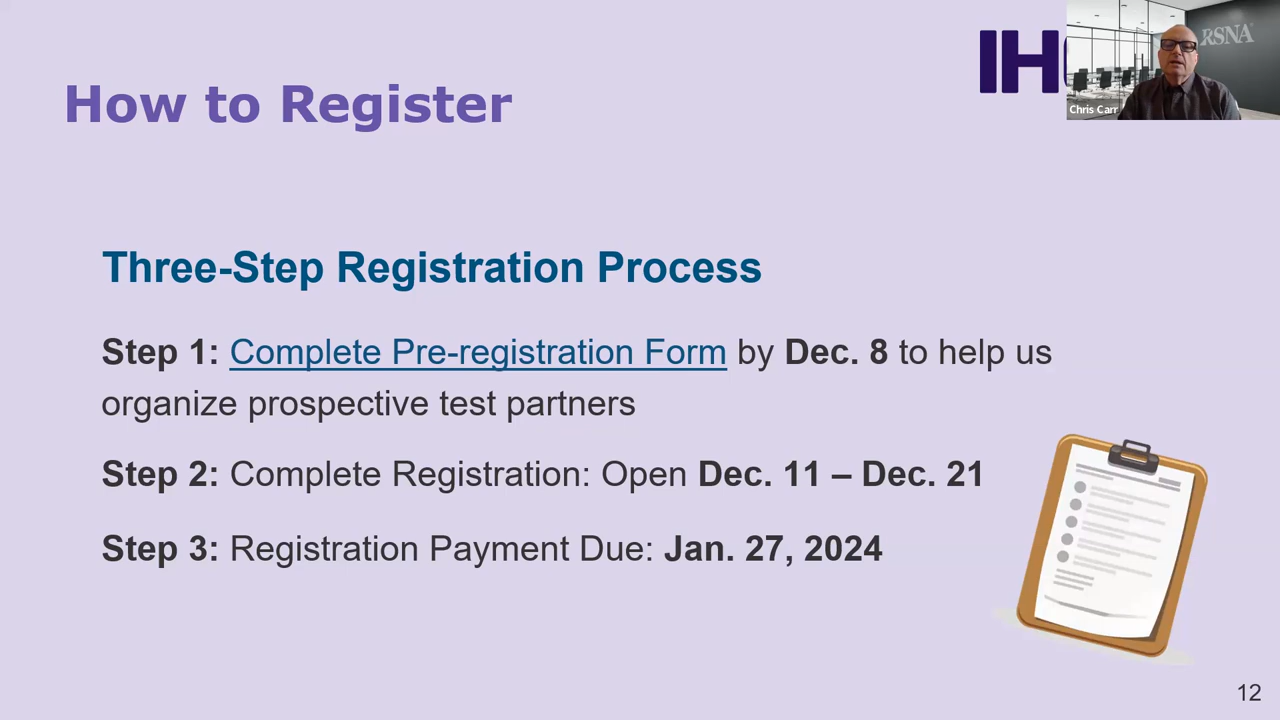 How to Register
IH
RSNA
Chris Carr
Three-Step Registration Process
Step 1: Complete Pre-registration Form by Dec. 8 to help us
organize prospective test partners
Step 2: Complete Registration: Open Dec. 11 – Dec. 21
Step 3: Registration Payment Due: Jan. 27, 2024
12